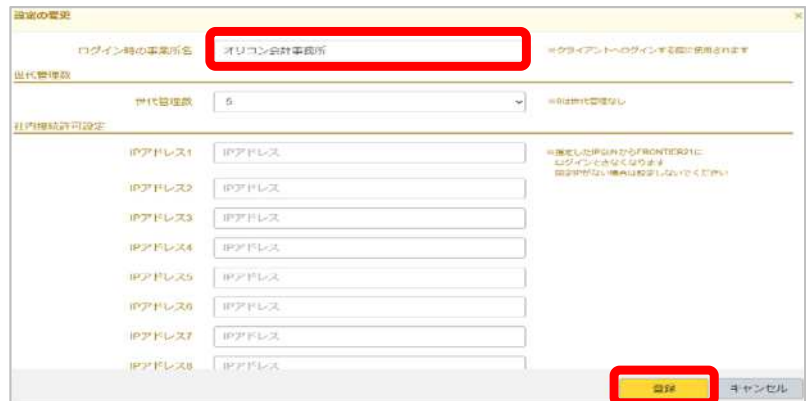 設定の変更
×
ログイン時の事業所名 オリコン会計事務所 ※クライアントへログインする際に使用されます
世代管理数
世代管理数 5 ※0は世代管理なし
社内接続許可設定
IPアドレス1 IPアドレス ※指定したIP以外からFRONTIER21に
ログインできなくなります
固定IPがない場合は設定しないでください
IPアドレス2 IPアドレス
IPアドレス3 IPアドレス
IPアドレス4 IPアドレス
IPアドレス5 IPアドレス
IPアドレス6 IPアドレス
IPアドレス7 IPアドレス
IPアドレス8 IPアドレス
登録 キャンセル